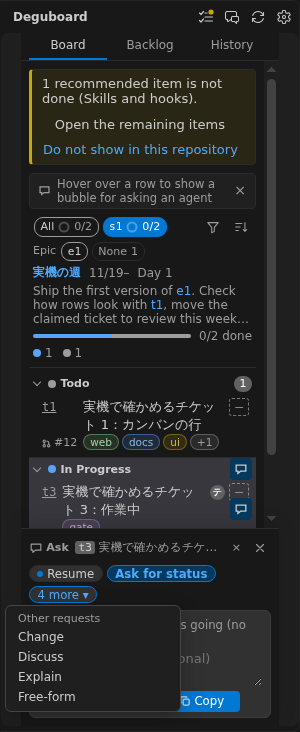 Deguboard
Board Backlog History
1 recommended item is not
done (Skills and hooks).
Open the remaining items
Do not show in this repository
Hover over a row to show a
bubble for asking an agent
All 0/2 s1 0/2
Epic e1 None 1
実機の週 11/19– Day 1
Ship the first version of e1. Check
how rows look with t1, move the
claimed ticket to review this week…
0/2 done
1 1
Todo 1
t1 実機で確かめるチケッ
ト 1：カンバンの行
#12 web docs ui +1
In Progress
t3 実機で確かめるチケッ テ
ト 3：作業中
gate
Ask t3 実機で確かめるチケ…
Resume Ask for status
4 more
Other requests
Change
Discuss
Explain
Free-form
s going (no
onal)
Copy